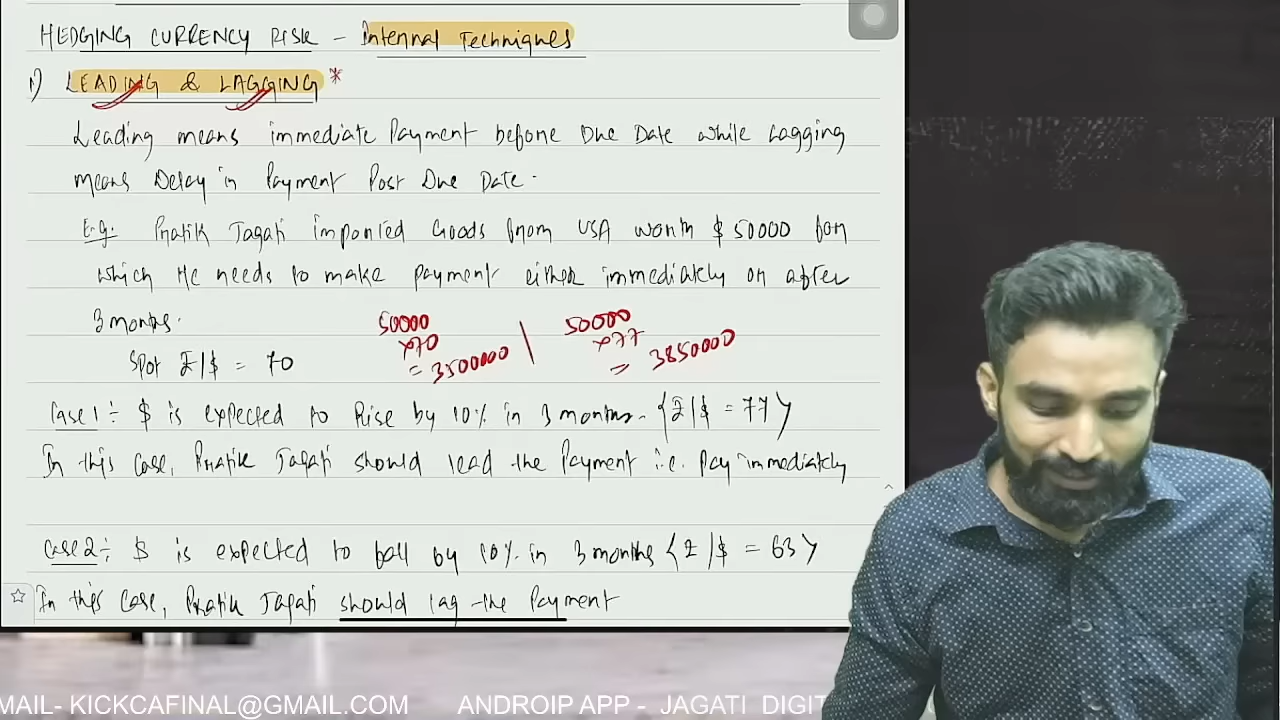 HEDGING CURRENCY RISK - Internal Techniques
1) LEADING & LAGGING *
Leading means immediate Payment before Due Date while Lagging
means Delay in Payment Post Due Date.
E.g. Pratik Jagati imported Goods from USA worth $50000 for
which He needs to make payment either immediately or after
3 months.
50000
×70
= 3500000
50000
×77
= 3850000
Spot ₹/$ = 70
Case 1 ÷ $ is expected to Rise by 10% in 3 months. {₹/$ = 77}
In this case, Pratik Jagati should lead the Payment i.e. Pay immediately
Case 2 ÷ $ is expected to fall by 10% in 3 months {₹/$ = 63}
In this case, Pratik Jagati should lag the Payment
MAIL- KICKCAFINAL@GMAIL.COM ANDROIP APP - JAGATI DIGIT